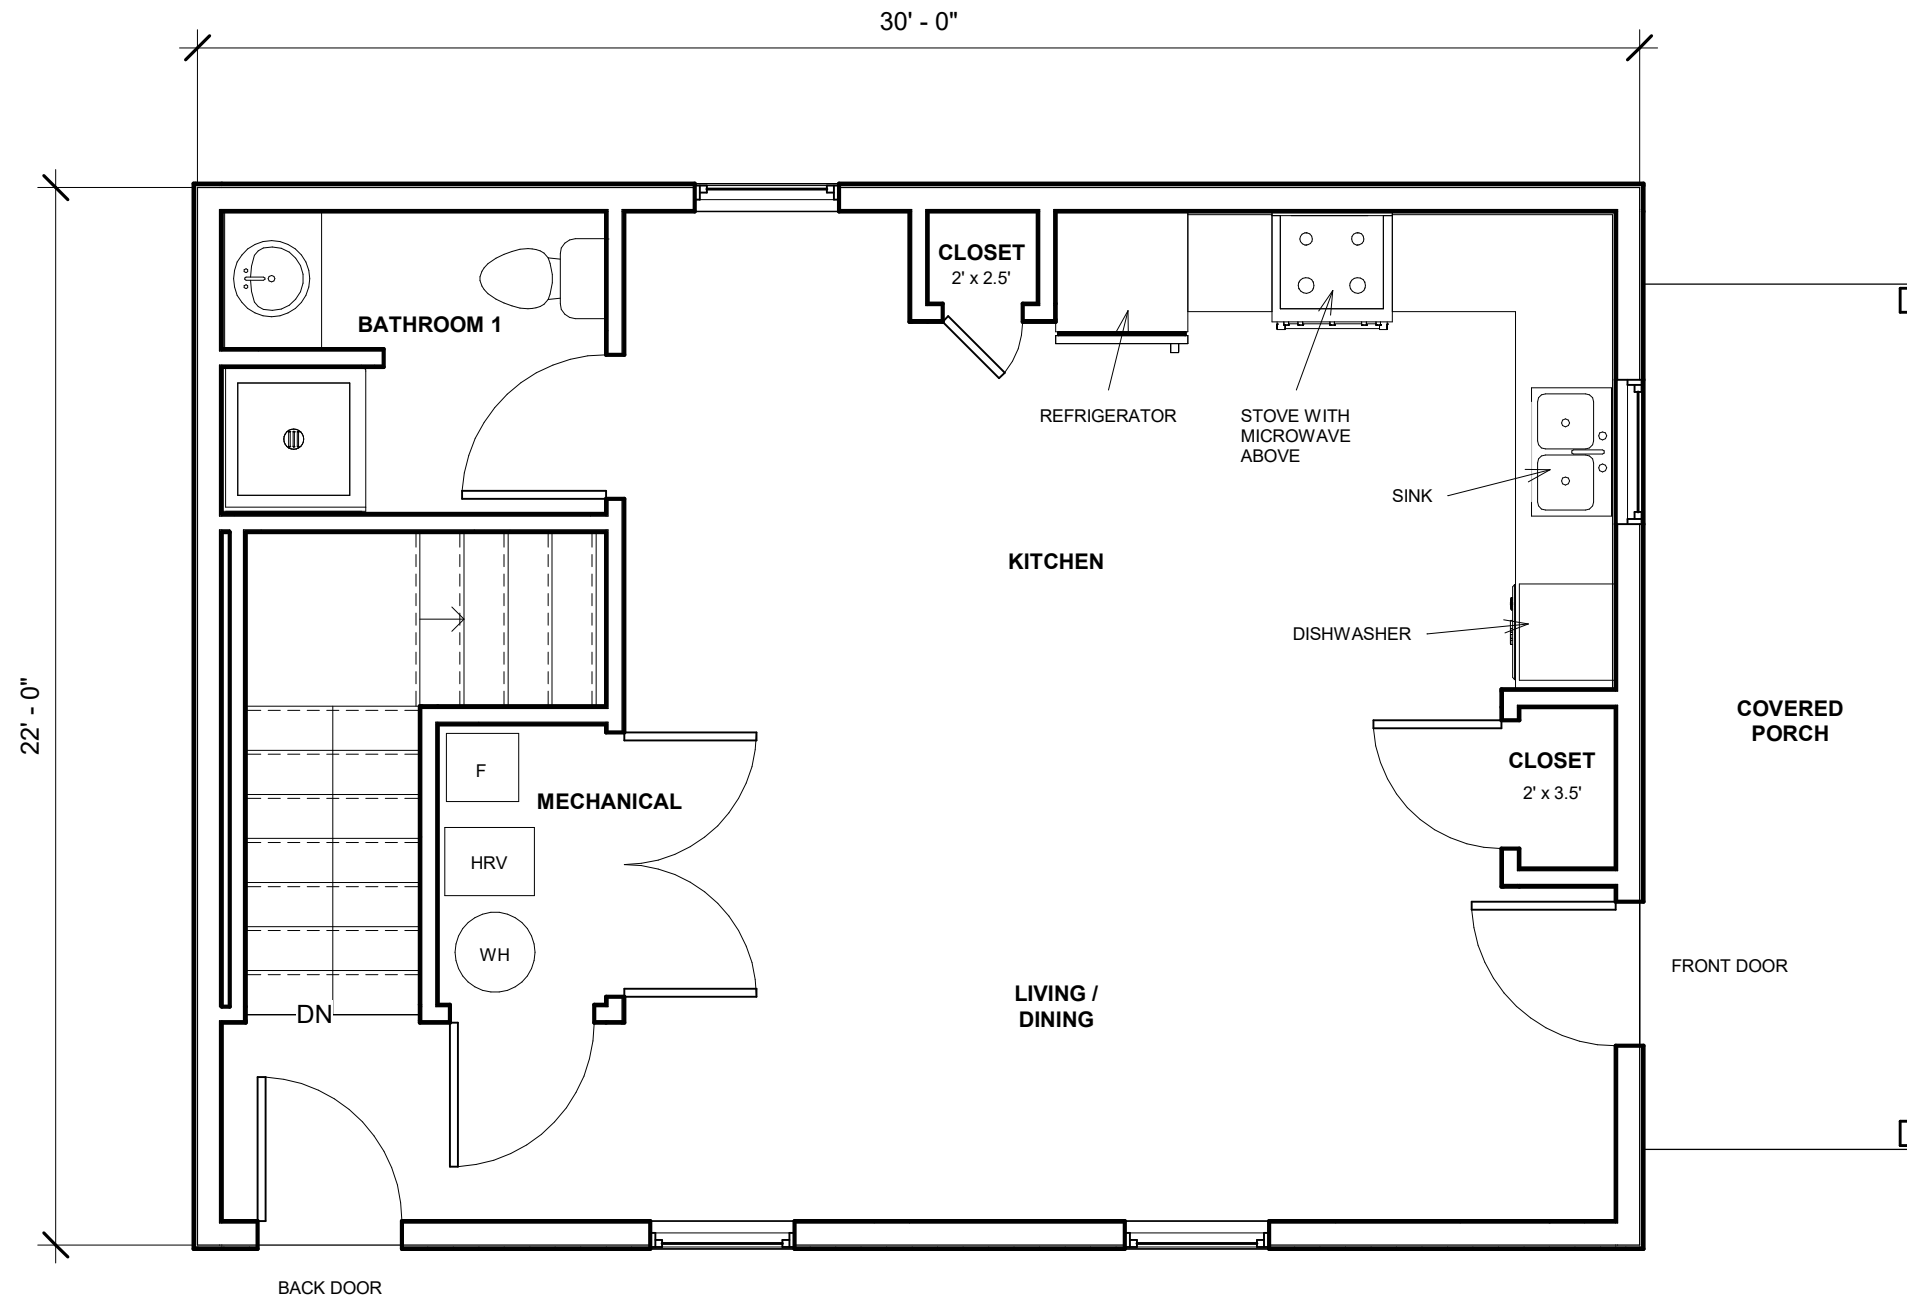 30' - 0"
CLOSET
2' x 2.5'
BATHROOM 1
REFRIGERATOR
STOVE WITH
MICROWAVE
ABOVE
SINK
KITCHEN
DISHWASHER
22' - 0"
COVERED
PORCH
CLOSET
2' x 3.5'
F
MECHANICAL
HRV
WH
FRONT DOOR
LIVING /
DINING
DN
BACK DOOR